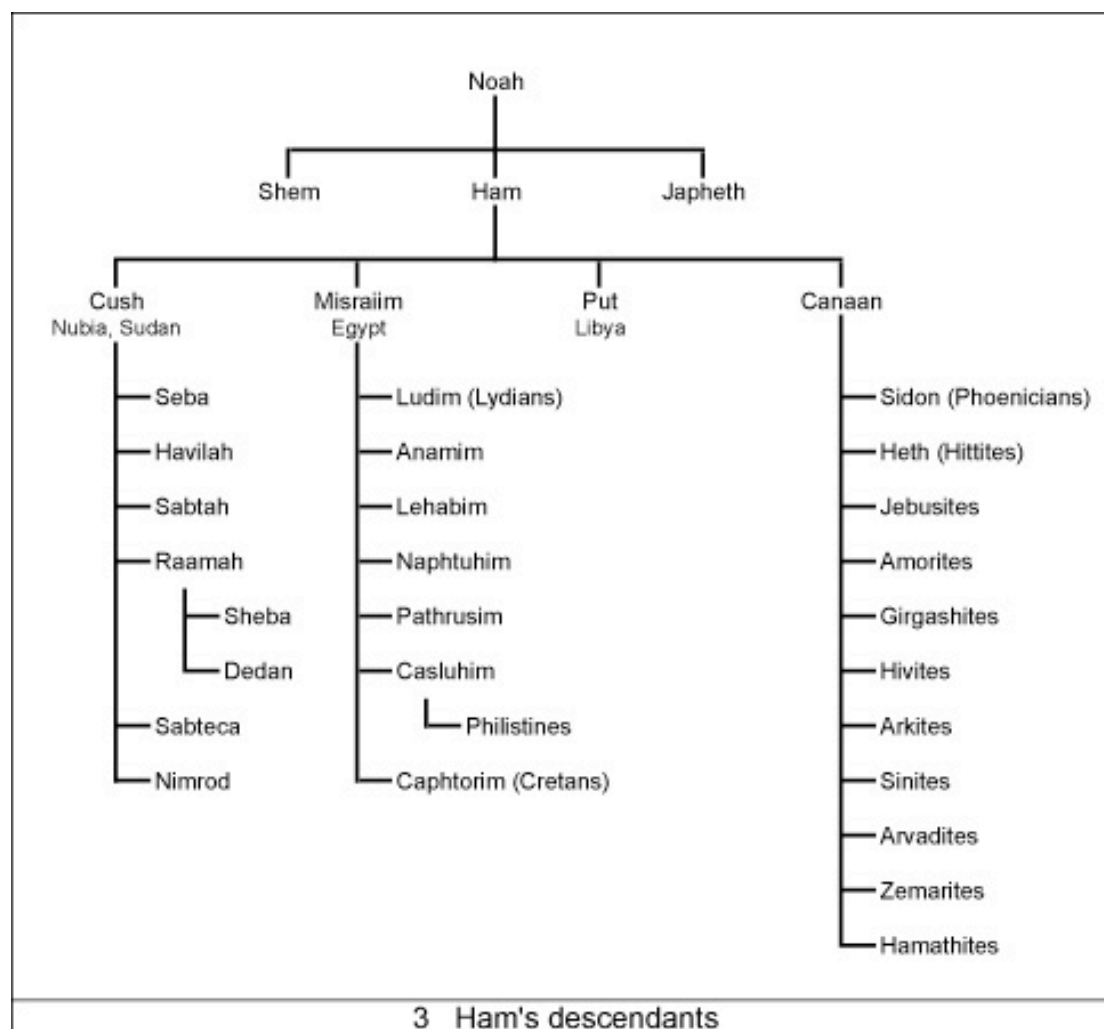 Noah
Shem Ham Japheth
Cush Misraiim Put Canaan
Nubia, Sudan Egypt Libya
Seba Ludim (Lydians) Sidon (Phoenicians)
Havilah Anamim Heth (Hittites)
Sabtah Lehabim Jebusites
Raamah Naphtuhim Amorites
Sheba Pathrusim Girgashites
Dedan Casluhim Hivites
Sabteca Philistines Arkites
Nimrod Caphtorim (Cretans) Sinites
Arvadites
Zemarites
Hamathites
3 Ham's descendants